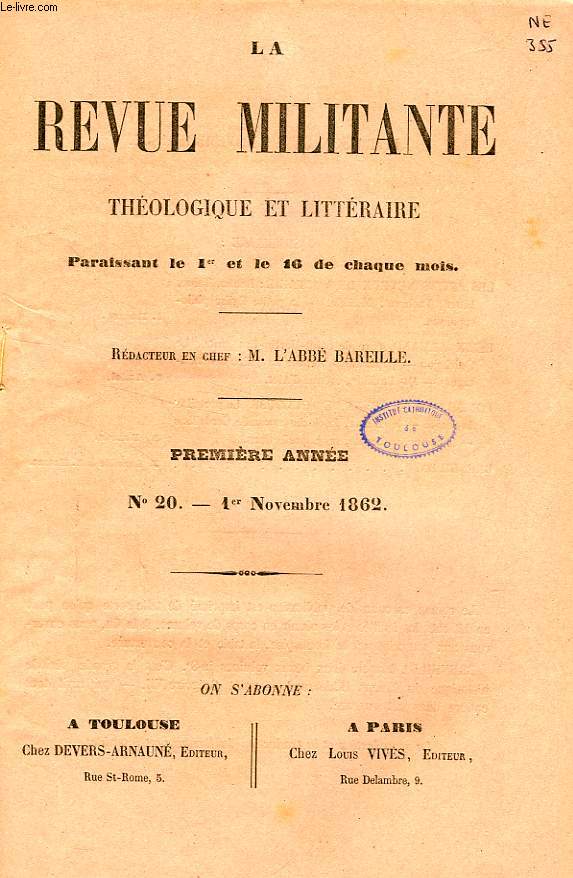 Le-livre.com
NE
355
LA
REVUE MILITANTE
THÉOLOGIQUE ET LITTÉRAIRE
Paraissant le 1er et le 16 de chaque mois.
RÉDACTEUR EN CHEF : M. L'ABBÉ BAREILLE.
INSTITUT CATHOLIQUE
de
TOULOUSE
PREMIÈRE ANNÉE
No 20. — 1er Novembre 1862.
ON S'ABONNE :
A TOULOUSE
Chez DEVERS-ARNAUNÉ, EDITEUR,
Rue St-Rome, 5.
A PARIS
Chez LOUIS VIVÈS, EDITEUR,
Rue Delambre, 9.